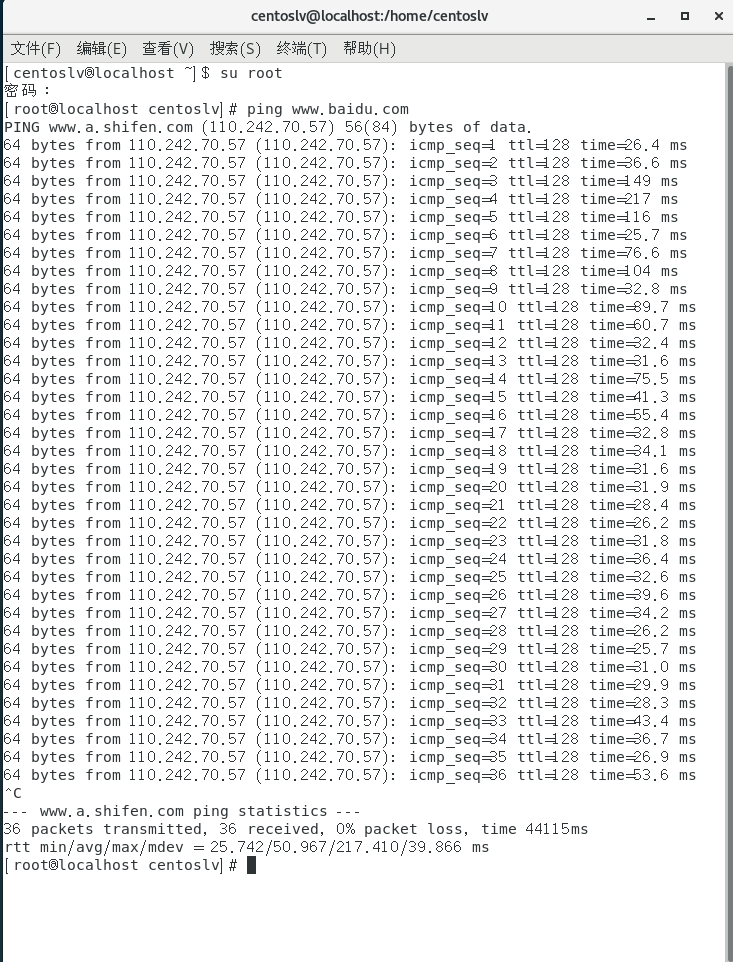 centoslv@localhost:/home/centoslv
文件(F) 编辑(E) 查看(V) 搜索(S) 终端(T) 帮助(H)
[centoslv@localhost ~]$ su root
密码：
[root@localhost centoslv]# ping www.baidu.com
PING www.a.shifen.com (110.242.70.57) 56(84) bytes of data.
64 bytes from 110.242.70.57 (110.242.70.57): icmp_seq=1 ttl=128 time=26.4 ms
64 bytes from 110.242.70.57 (110.242.70.57): icmp_seq=2 ttl=128 time=36.6 ms
64 bytes from 110.242.70.57 (110.242.70.57): icmp_seq=3 ttl=128 time=149 ms
64 bytes from 110.242.70.57 (110.242.70.57): icmp_seq=4 ttl=128 time=217 ms
64 bytes from 110.242.70.57 (110.242.70.57): icmp_seq=5 ttl=128 time=116 ms
64 bytes from 110.242.70.57 (110.242.70.57): icmp_seq=6 ttl=128 time=25.7 ms
64 bytes from 110.242.70.57 (110.242.70.57): icmp_seq=7 ttl=128 time=76.6 ms
64 bytes from 110.242.70.57 (110.242.70.57): icmp_seq=8 ttl=128 time=104 ms
64 bytes from 110.242.70.57 (110.242.70.57): icmp_seq=9 ttl=128 time=32.8 ms
64 bytes from 110.242.70.57 (110.242.70.57): icmp_seq=10 ttl=128 time=89.7 ms
64 bytes from 110.242.70.57 (110.242.70.57): icmp_seq=11 ttl=128 time=60.7 ms
64 bytes from 110.242.70.57 (110.242.70.57): icmp_seq=12 ttl=128 time=32.4 ms
64 bytes from 110.242.70.57 (110.242.70.57): icmp_seq=13 ttl=128 time=31.6 ms
64 bytes from 110.242.70.57 (110.242.70.57): icmp_seq=14 ttl=128 time=75.5 ms
64 bytes from 110.242.70.57 (110.242.70.57): icmp_seq=15 ttl=128 time=41.3 ms
64 bytes from 110.242.70.57 (110.242.70.57): icmp_seq=16 ttl=128 time=55.4 ms
64 bytes from 110.242.70.57 (110.242.70.57): icmp_seq=17 ttl=128 time=32.8 ms
64 bytes from 110.242.70.57 (110.242.70.57): icmp_seq=18 ttl=128 time=34.1 ms
64 bytes from 110.242.70.57 (110.242.70.57): icmp_seq=19 ttl=128 time=31.6 ms
64 bytes from 110.242.70.57 (110.242.70.57): icmp_seq=20 ttl=128 time=31.9 ms
64 bytes from 110.242.70.57 (110.242.70.57): icmp_seq=21 ttl=128 time=28.4 ms
64 bytes from 110.242.70.57 (110.242.70.57): icmp_seq=22 ttl=128 time=26.2 ms
64 bytes from 110.242.70.57 (110.242.70.57): icmp_seq=23 ttl=128 time=31.8 ms
64 bytes from 110.242.70.57 (110.242.70.57): icmp_seq=24 ttl=128 time=36.4 ms
64 bytes from 110.242.70.57 (110.242.70.57): icmp_seq=25 ttl=128 time=32.6 ms
64 bytes from 110.242.70.57 (110.242.70.57): icmp_seq=26 ttl=128 time=39.6 ms
64 bytes from 110.242.70.57 (110.242.70.57): icmp_seq=27 ttl=128 time=34.2 ms
64 bytes from 110.242.70.57 (110.242.70.57): icmp_seq=28 ttl=128 time=26.2 ms
64 bytes from 110.242.70.57 (110.242.70.57): icmp_seq=29 ttl=128 time=25.7 ms
64 bytes from 110.242.70.57 (110.242.70.57): icmp_seq=30 ttl=128 time=31.0 ms
64 bytes from 110.242.70.57 (110.242.70.57): icmp_seq=31 ttl=128 time=29.9 ms
64 bytes from 110.242.70.57 (110.242.70.57): icmp_seq=32 ttl=128 time=28.3 ms
64 bytes from 110.242.70.57 (110.242.70.57): icmp_seq=33 ttl=128 time=43.4 ms
64 bytes from 110.242.70.57 (110.242.70.57): icmp_seq=34 ttl=128 time=36.7 ms
64 bytes from 110.242.70.57 (110.242.70.57): icmp_seq=35 ttl=128 time=26.9 ms
64 bytes from 110.242.70.57 (110.242.70.57): icmp_seq=36 ttl=128 time=53.6 ms
^C
--- www.a.shifen.com ping statistics ---
36 packets transmitted, 36 received, 0% packet loss, time 44115ms
rtt min/avg/max/mdev = 25.742/50.967/217.410/39.866 ms
[root@localhost centoslv]#